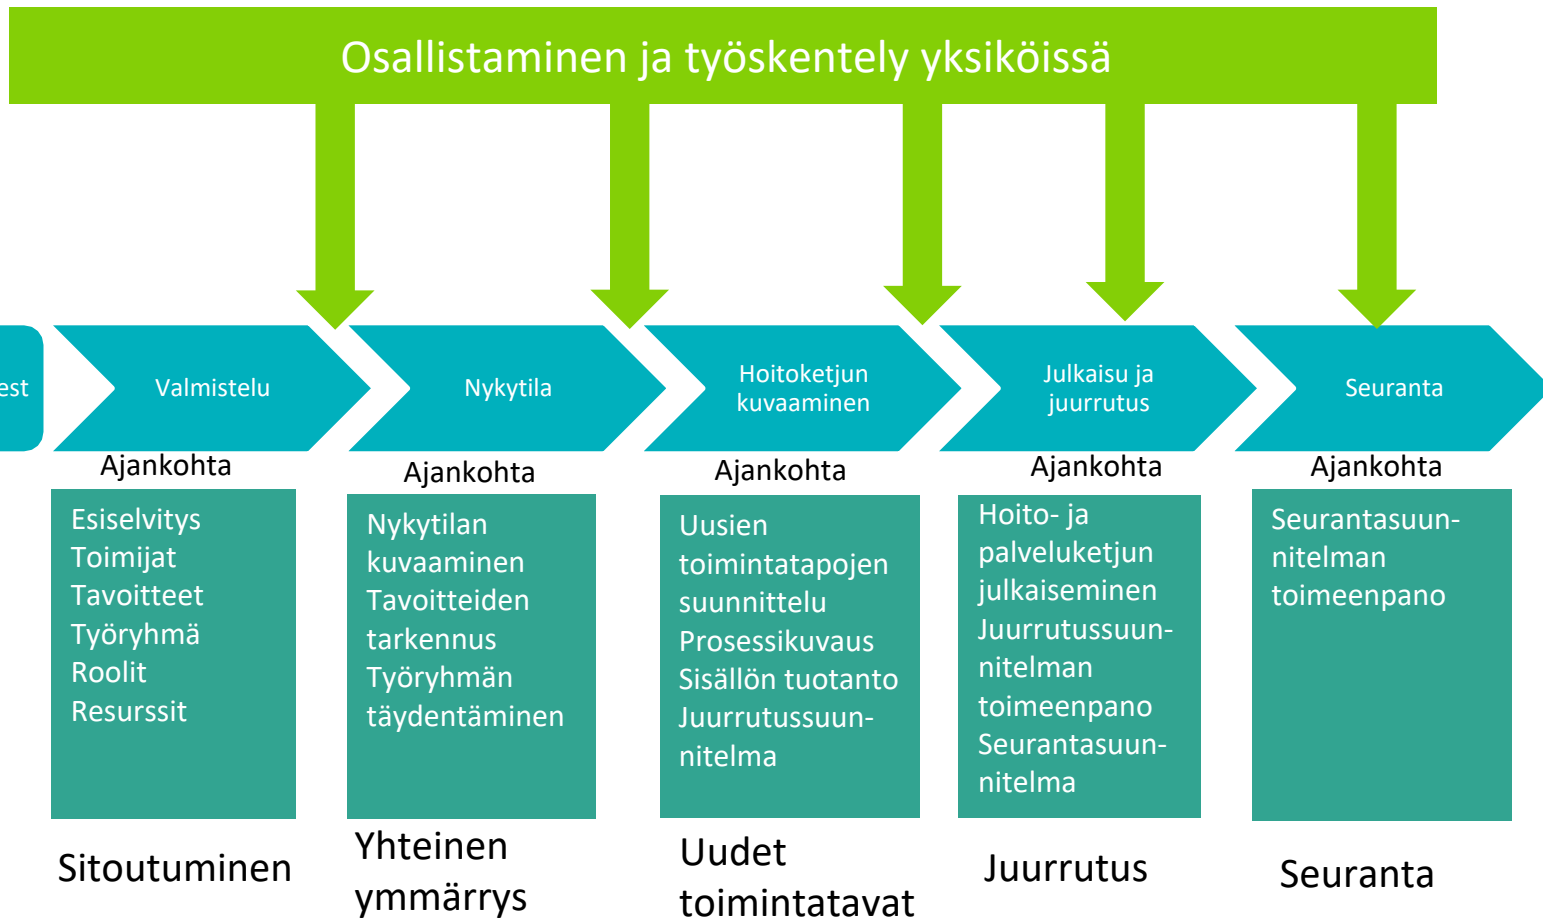 Osallistaminen ja työskentely yksiköissä
est
Valmistelu
Nykytila
Hoitoketjun
kuvaaminen
Julkaisu ja
juurrutus
Seuranta
Ajankohta
Ajankohta
Ajankohta
Ajankohta
Ajankohta
Esiselvitys
Toimijat
Tavoitteet
Työryhmä
Roolit
Resurssit
Nykytilan
kuvaaminen
Tavoitteiden
tarkennus
Työryhmän
täydentäminen
Uusien
toimintatapojen
suunnittelu
Prosessikuvaus
Sisällön tuotanto
Juurrutussuun-
nitelma
Hoito- ja
palveluketjun
julkaiseminen
Juurrutussuun-
nitelman
toimeenpano
Seurantasuun-
nitelma
Seurantasuun-
nitelman
toimeenpano
Sitoutuminen
Yhteinen
ymmärrys
Uudet
toimintatavat
Juurrutus
Seuranta